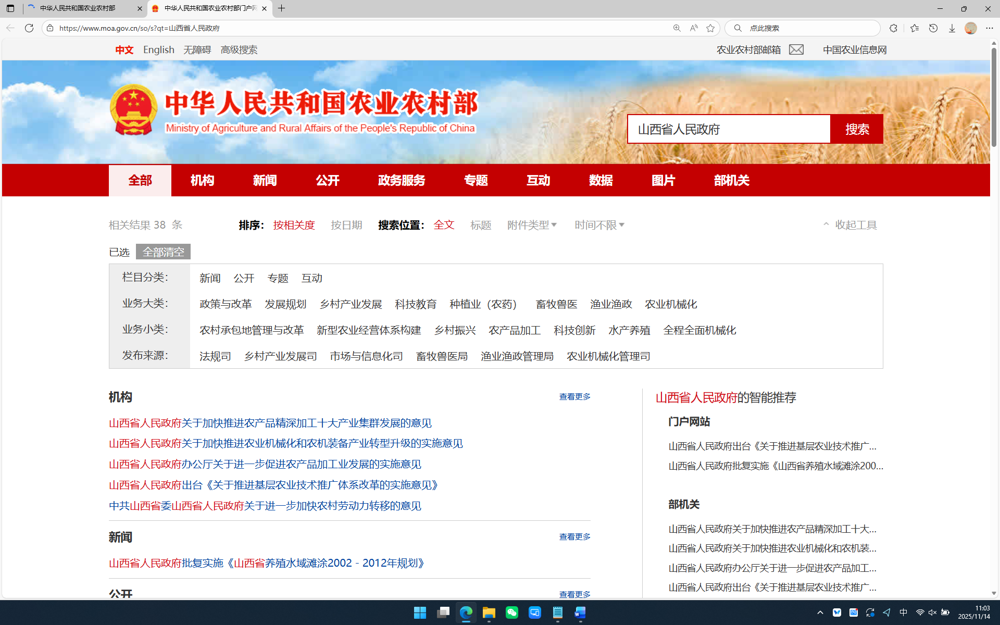 中华人民共和国农业农村部
中华人民共和国农业农村部门户网
https://www.moa.gov.cn/so/s?qt=山西省人民政府
点此搜索
中文 English 无障碍 高级搜索
农业农村部邮箱 中国农业信息网
中华人民共和国农业农村部
Ministry of Agriculture and Rural Affairs of the People's Republic of China
山西省人民政府 搜索
全部 机构 新闻 公开 政务服务 专题 互动 数据 图片 部机关
相关结果 38 条 排序： 按相关度 按日期 搜索位置： 全文 标题 附件类型 时间不限 收起工具
已选 全部清空
栏目分类： 新闻 公开 专题 互动
业务大类： 政策与改革 发展规划 乡村产业发展 科技教育 种植业（农药） 畜牧兽医 渔业渔政 农业机械化
业务小类： 农村承包地管理与改革 新型农业经营体系构建 乡村振兴 农产品加工 科技创新 水产养殖 全程全面机械化
发布来源： 法规司 乡村产业发展司 市场与信息化司 畜牧兽医局 渔业渔政管理局 农业机械化管理司
机构 查看更多
山西省人民政府关于加快推进农产品精深加工十大产业集群发展的意见
山西省人民政府关于加快推进农业机械化和农机装备产业转型升级的实施意见
山西省人民政府办公厅关于进一步促进农产品加工业发展的实施意见
山西省人民政府出台《关于推进基层农业技术推广体系改革的实施意见》
中共山西省委山西省人民政府关于进一步加快农村劳动力转移的意见
新闻 查看更多
山西省人民政府批复实施《山西省养殖水域滩涂2002－2012年规划》
公开 查看更多
山西省人民政府的智能推荐
门户网站
山西省人民政府出台《关于推进基层农业技术推广...
山西省人民政府批复实施《山西省养殖水域滩涂200...
部机关
山西省人民政府关于加快推进农产品精深加工十大...
山西省人民政府关于加快推进农业机械化和农机装...
山西省人民政府办公厅关于进一步促进农产品加工...
山西省人民政府出台《关于推进基层农业技术推广...
中
11:03
2025/11/14